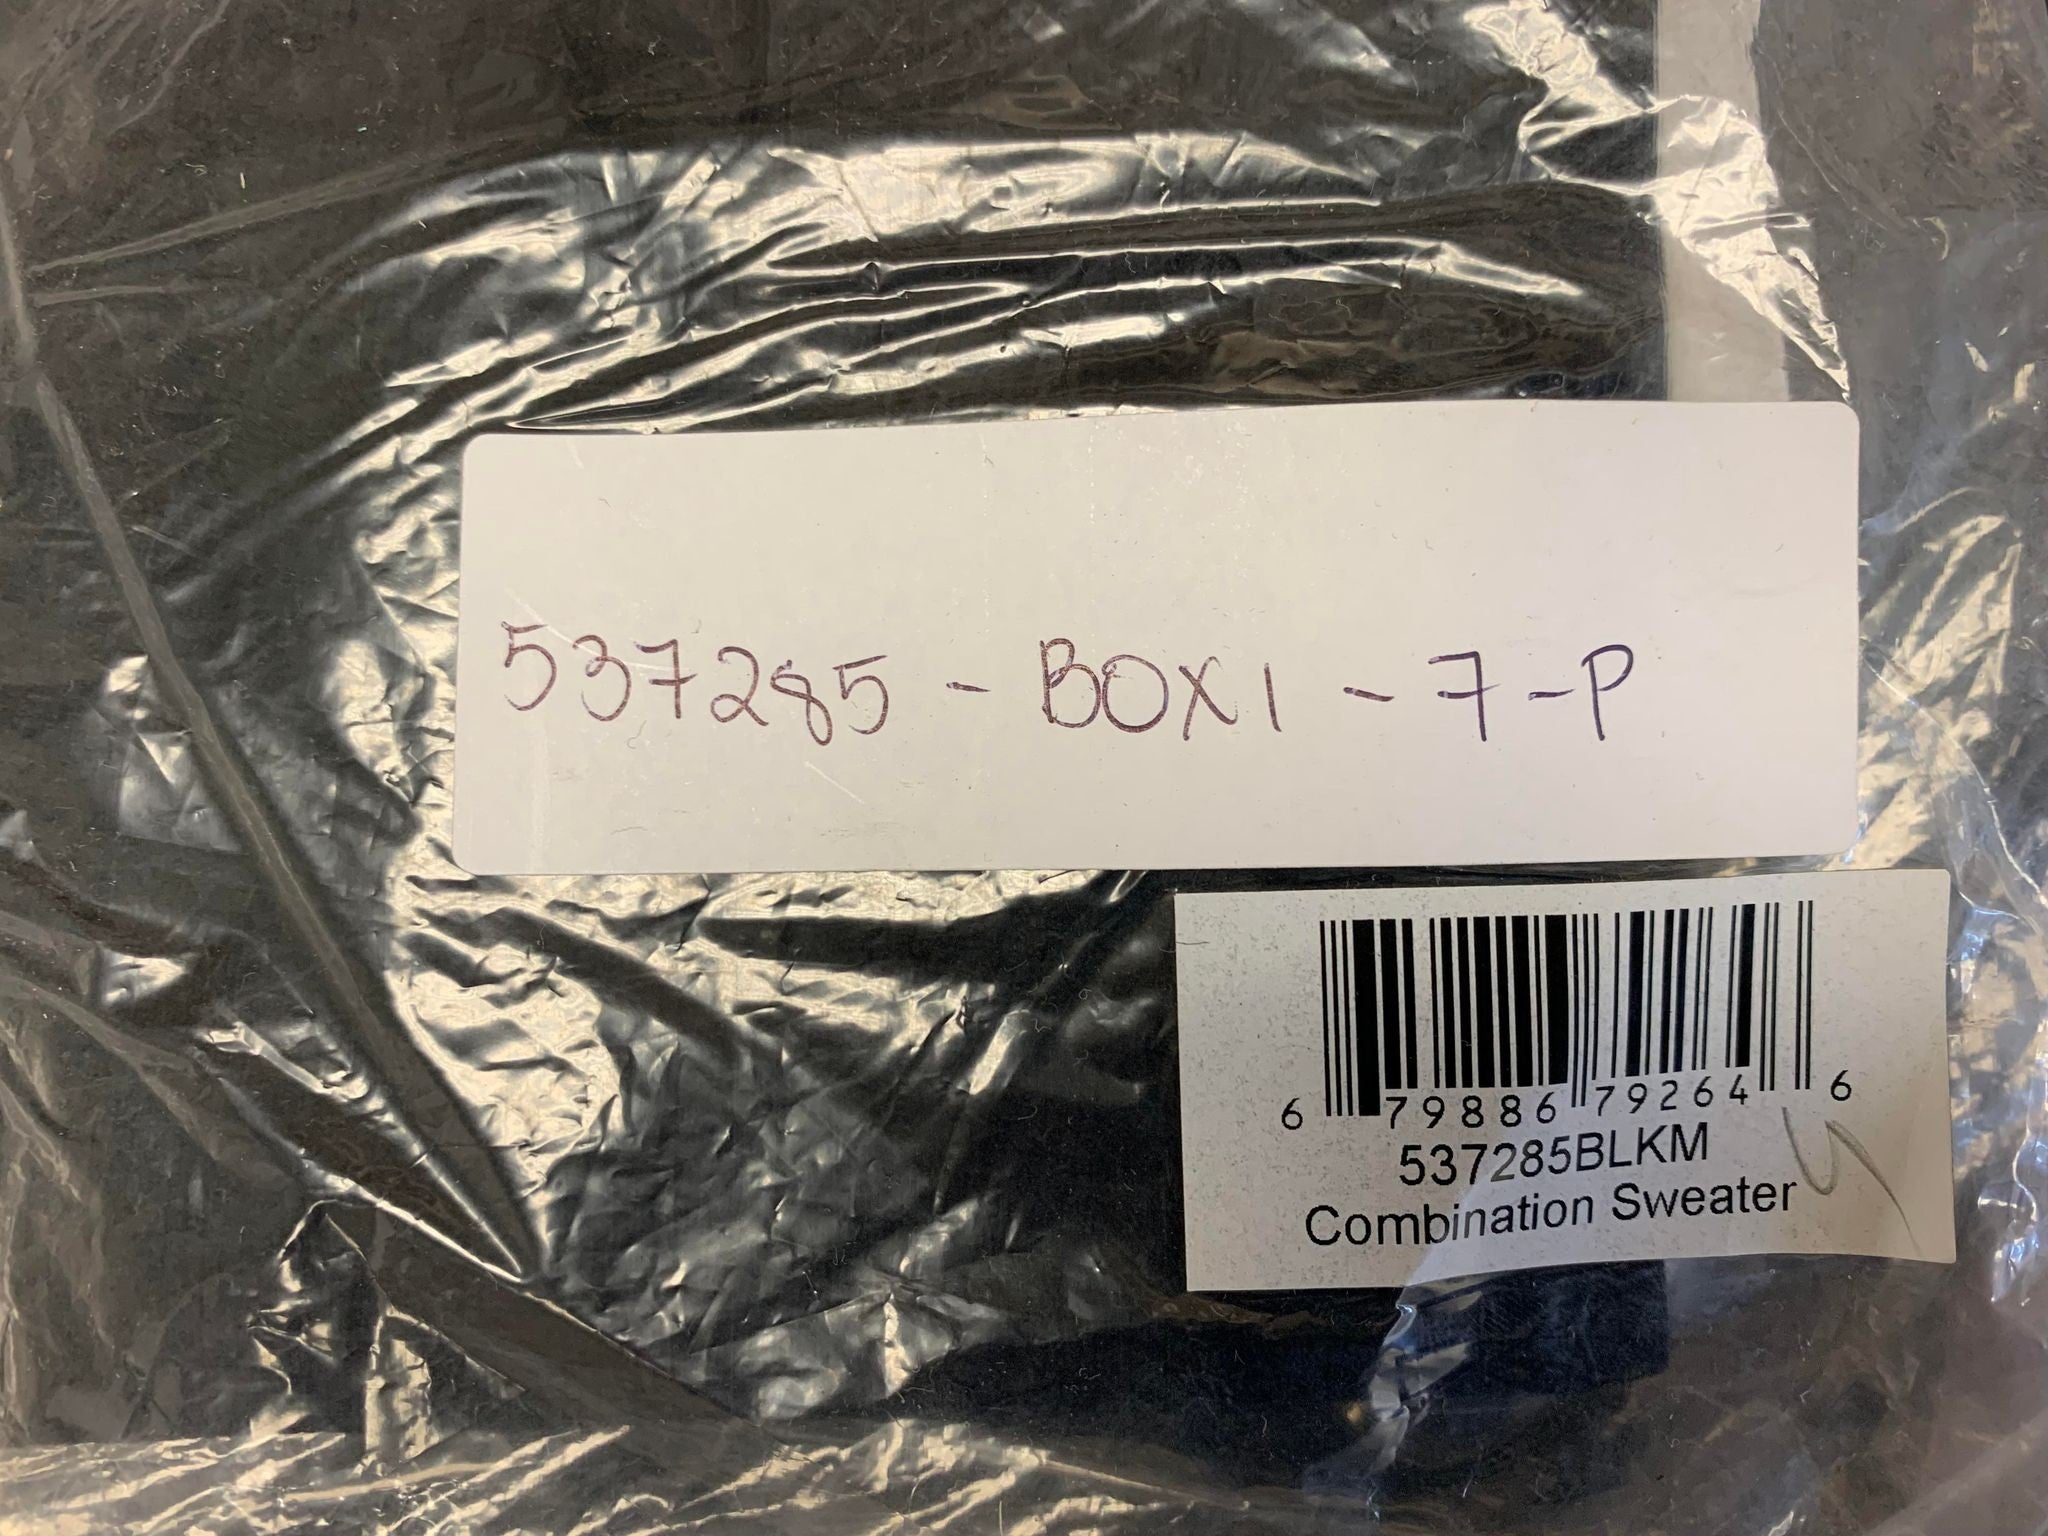 537285 - BOX1 - 7 - P
6 79886 79264 6
537285BLKM
Combination Sweater